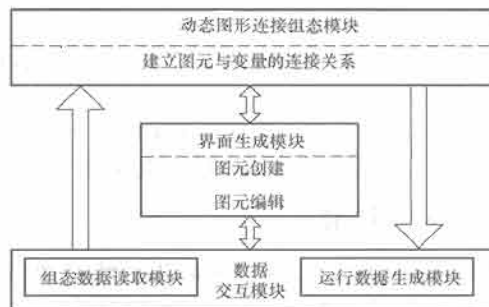 动态图形连接组态模块
建立图元与变量的连接关系
界面生成模块
图元创建
图元编辑
组态数据读取模块
数据
交互模块
运行数据生成模块